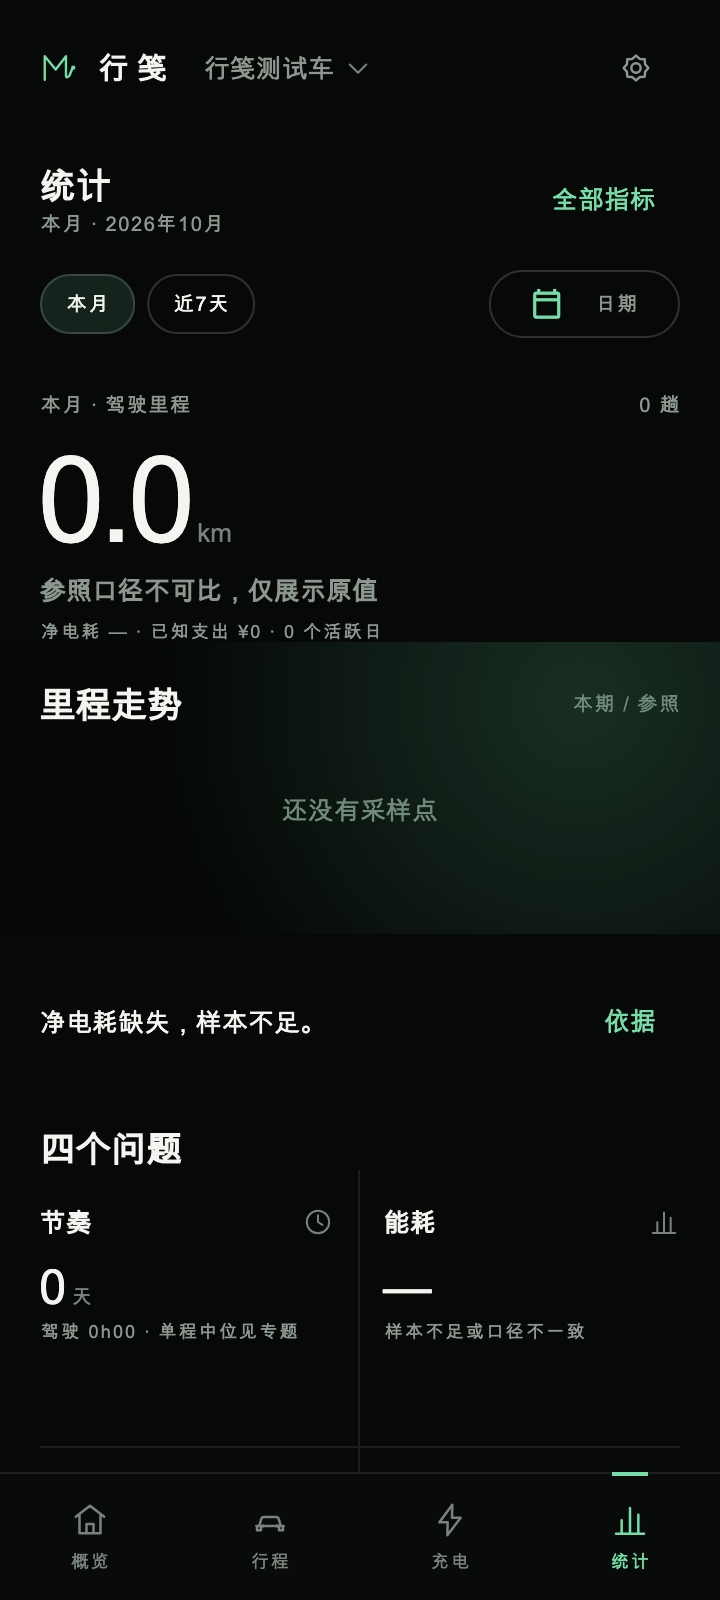 行笺 行笺测试车
统计
全部指标
本月 · 2026年10月
本月 近7天 日期
本月 · 驾驶里程 0 趟
0.0 km
参照口径不可比，仅展示原值
净电耗 — · 已知支出 ¥0 · 0 个活跃日
里程走势 本期 / 参照
还没有采样点
净电耗缺失，样本不足。 依据
四个问题
节奏
0 天
驾驶 0h00 · 单程中位见专题
能耗
—
样本不足或口径不一致
概览 行程 充电 统计